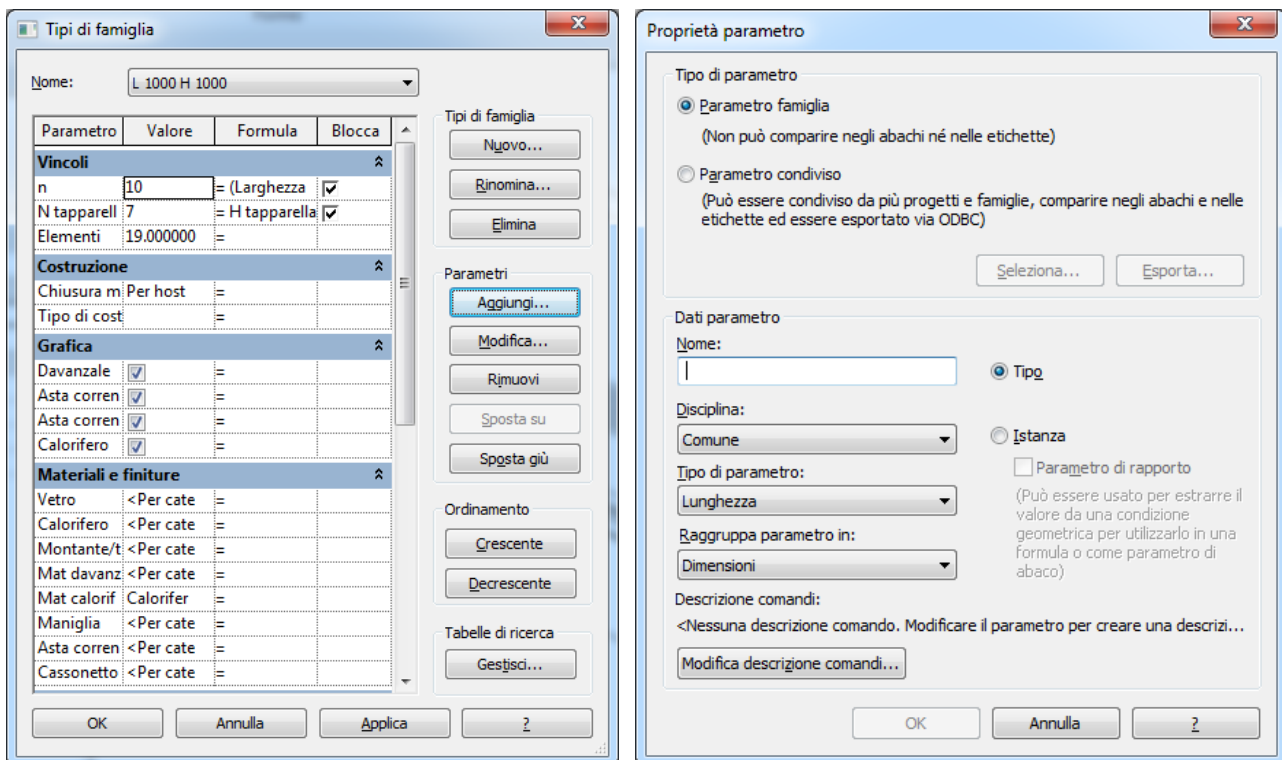 Tipi di famiglia
Nome: L 1000 H 1000
Parametro Valore Formula Blocca
Vincoli
n 10 = (Larghezza
N tapparell 7 = H tapparella
Elementi 19.000000 =
Costruzione
Chiusura m Per host =
Tipo di cost =
Grafica
Davanzale =
Asta corren =
Asta corren =
Calorifero =
Materiali e finiture
Vetro <Per cate =
Calorifero <Per cate =
Montante/t <Per cate =
Mat davanz <Per cate =
Mat calorif Calorifer =
Maniglia <Per cate =
Asta corren <Per cate =
Cassonetto <Per cate =
Tipi di famiglia
Nuovo...
Rinomina...
Elimina
Parametri
Aggiungi...
Modifica...
Rimuovi
Sposta su
Sposta giù
Ordinamento
Crescente
Decrescente
Tabelle di ricerca
Gestisci...
OK Annulla Applica ?
Proprietà parametro
Tipo di parametro
Parametro famiglia
(Non può comparire negli abachi né nelle etichette)
Parametro condiviso
(Può essere condiviso da più progetti e famiglie, comparire negli abachi e nelle
etichette ed essere esportato via ODBC)
Seleziona... Esporta...
Dati parametro
Nome:
Tipo
Disciplina:
Comune
Istanza
Parametro di rapporto
Tipo di parametro:
Lunghezza
(Può essere usato per estrarre il
valore da una condizione
geometrica per utilizzarlo in una
formula o come parametro di
abaco)
Raggruppa parametro in:
Dimensioni
Descrizione comandi:
<Nessuna descrizione comando. Modificare il parametro per creare una descrizi...
Modifica descrizione comandi...
OK Annulla ?